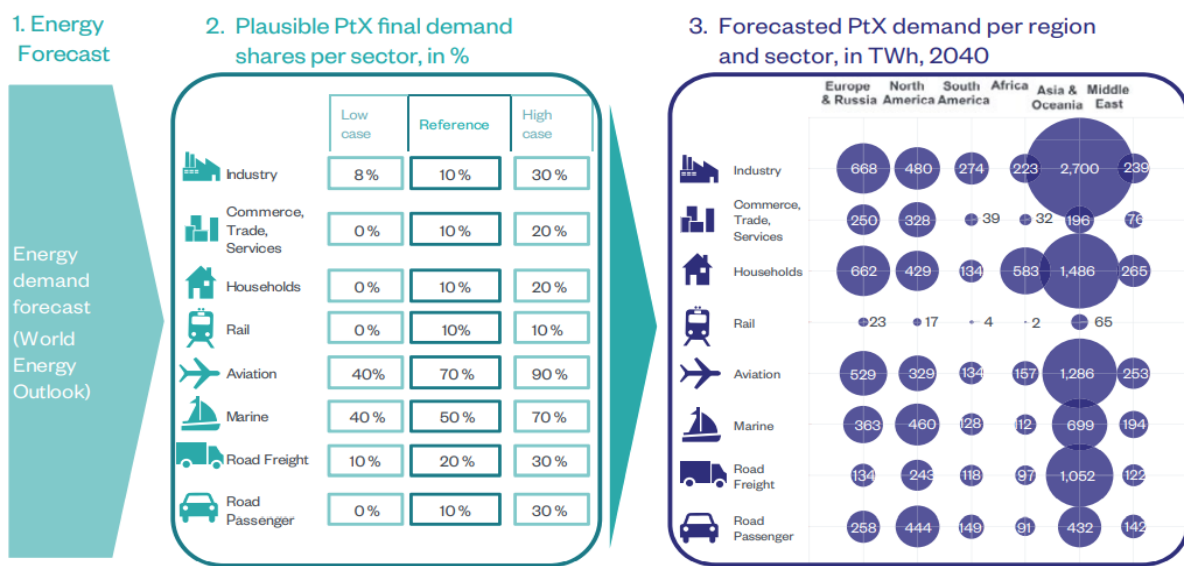 1. Energy
Forecast
2. Plausible PtX final demand
shares per sector, in %
3. Forecasted PtX demand per region
and sector, in TWh, 2040
Energy
demand
forecast
(World
Energy
Outlook)
Low
case
Reference
High
case
Industry 8% 10% 30%
Commerce,
Trade,
Services
0% 10% 20%
Households 0% 10% 20%
Rail 0% 10% 10%
Aviation 40% 70% 90%
Marine 40% 50% 70%
Road Freight 10% 20% 30%
Road
Passenger
0% 10% 30%
Europe
& Russia
North
America
South
America
Africa
Asia &
Oceania
Middle
East
Industry 668 480 274 223 2,700 239
Commerce,
Trade,
Services
250 328 39 32 196 76
Households 662 429 134 583 1,486 265
Rail 23 17 4 2 65
Aviation 529 329 134 157 1,286 253
Marine 363 460 128 112 699 194
Road
Freight
134 243 118 97 1,052 122
Road
Passenger
258 444 149 91 432 142